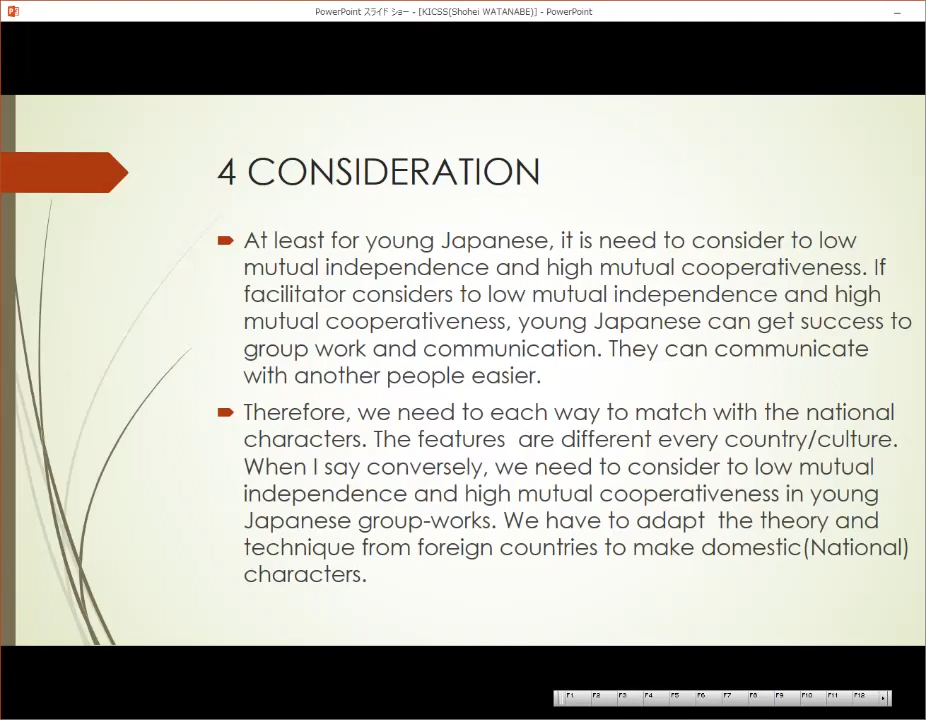 PowerPoint スライド ショー - [KICSS(Shohei WATANABE)] - PowerPoint
4 CONSIDERATION
At least for young Japanese, it is need to consider to low
mutual independence and high mutual cooperativeness. If
facilitator considers to low mutual independence and high
mutual cooperativeness, young Japanese can get success to
group work and communication. They can communicate
with another people easier.
Therefore, we need to each way to match with the national
characters. The features  are different every country/culture.
When I say conversely, we need to consider to low mutual
independence and high mutual cooperativeness in young
Japanese group-works. We have to adapt  the theory and
technique from foreign countries to make domestic(National)
characters.
F1 F2 F3 F4 F5 F6 F7 F8 F9 F10 F11 F12